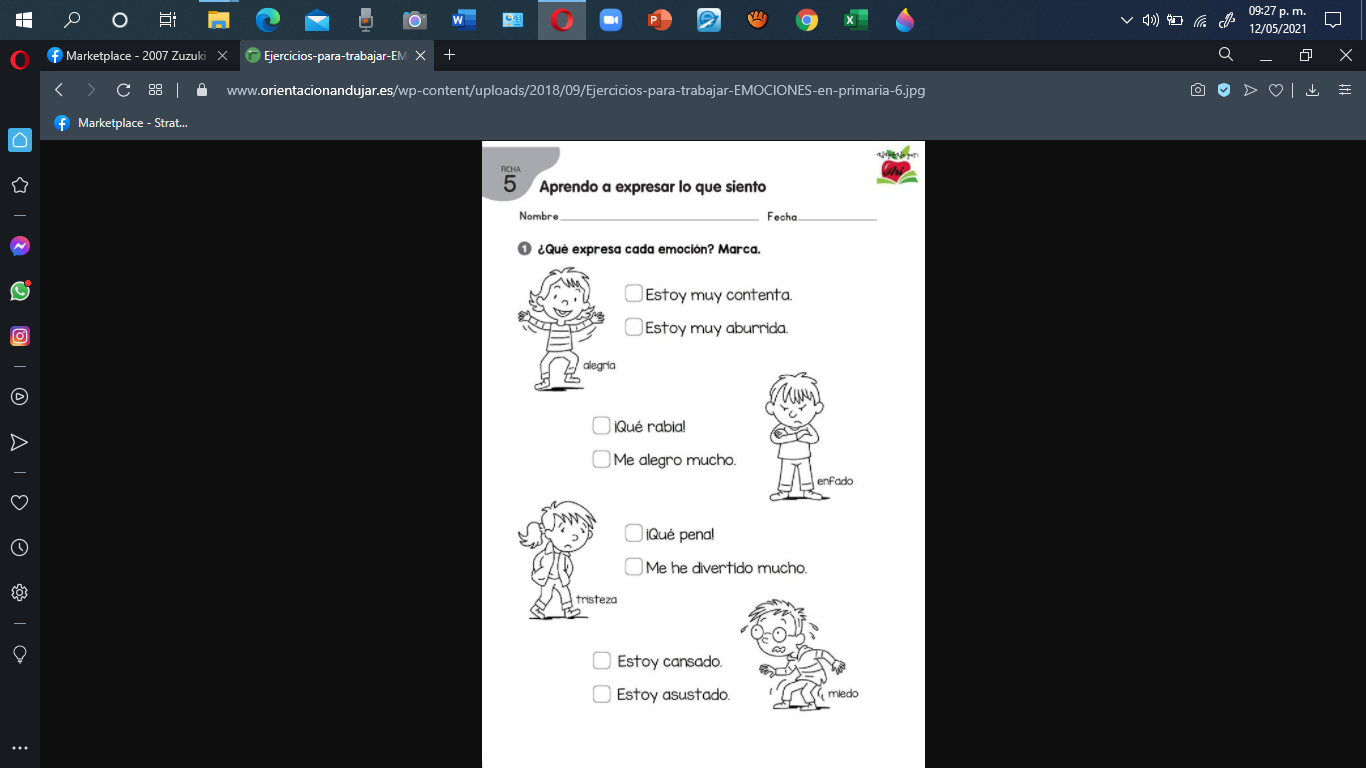 09:27 p. m.
12/05/2021
Marketplace - 2007 Zuzuki
Ejercicios-para-trabajar-EM
www.orientacionandujar.es/wp-content/uploads/2018/09/Ejercicios-para-trabajar-EMOCIONES-en-primaria-6.jpg
Marketplace - Strat...
FICHA
5
Aprendo a expresar lo que siento
Ari
Nombre Fecha
1 ¿Qué expresa cada emoción? Marca.
Estoy muy contenta.
Estoy muy aburrida.
alegría
¡Qué rabia!
Me alegro mucho.
enfado
¡Qué pena!
Me he divertido mucho.
tristeza
Estoy cansado.
Estoy asustado.
miedo